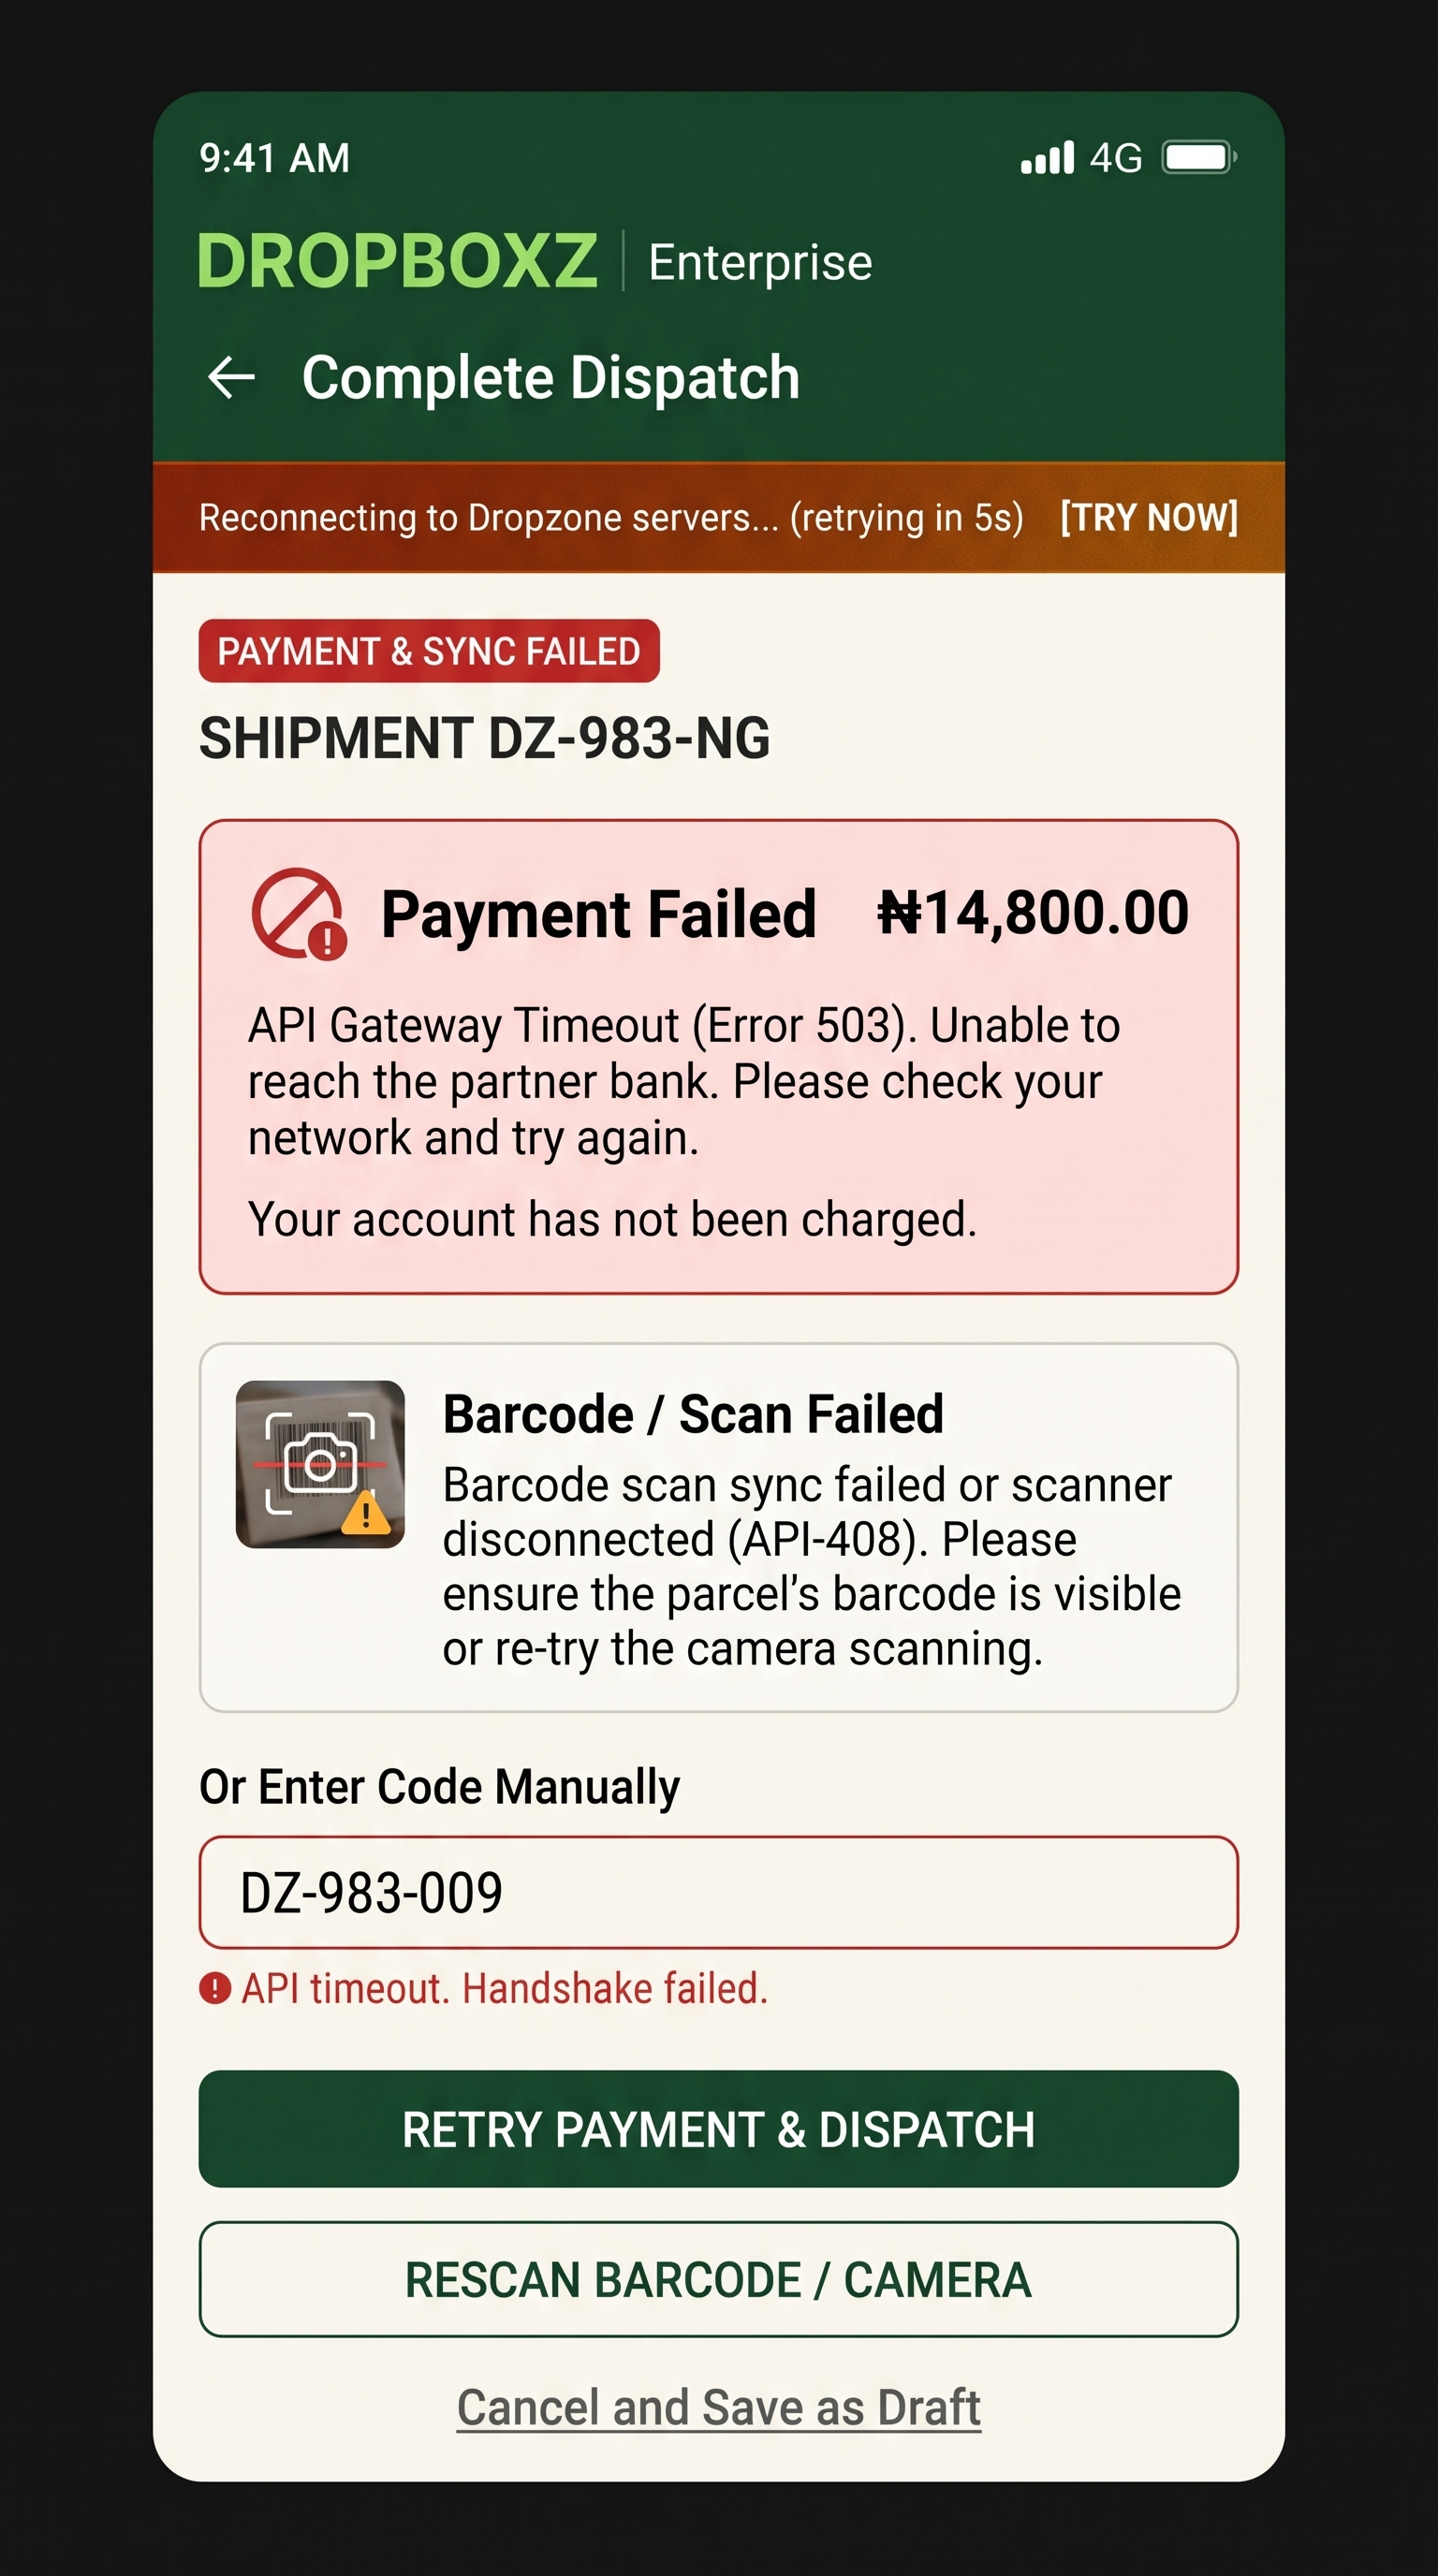 9:41 AM 4G
DROPBOXZ Enterprise
Complete Dispatch
Reconnecting to Dropzone servers... (retrying in 5s) [TRY NOW]
PAYMENT & SYNC FAILED
SHIPMENT DZ-983-NG
Payment Failed ₦14,800.00
API Gateway Timeout (Error 503). Unable to
reach the partner bank. Please check your
network and try again.
Your account has not been charged.
Barcode / Scan Failed
Barcode scan sync failed or scanner
disconnected (API-408). Please
ensure the parcel’s barcode is visible
or re-try the camera scanning.
Or Enter Code Manually
DZ-983-009
API timeout. Handshake failed.
RETRY PAYMENT & DISPATCH
RESCAN BARCODE / CAMERA
Cancel and Save as Draft